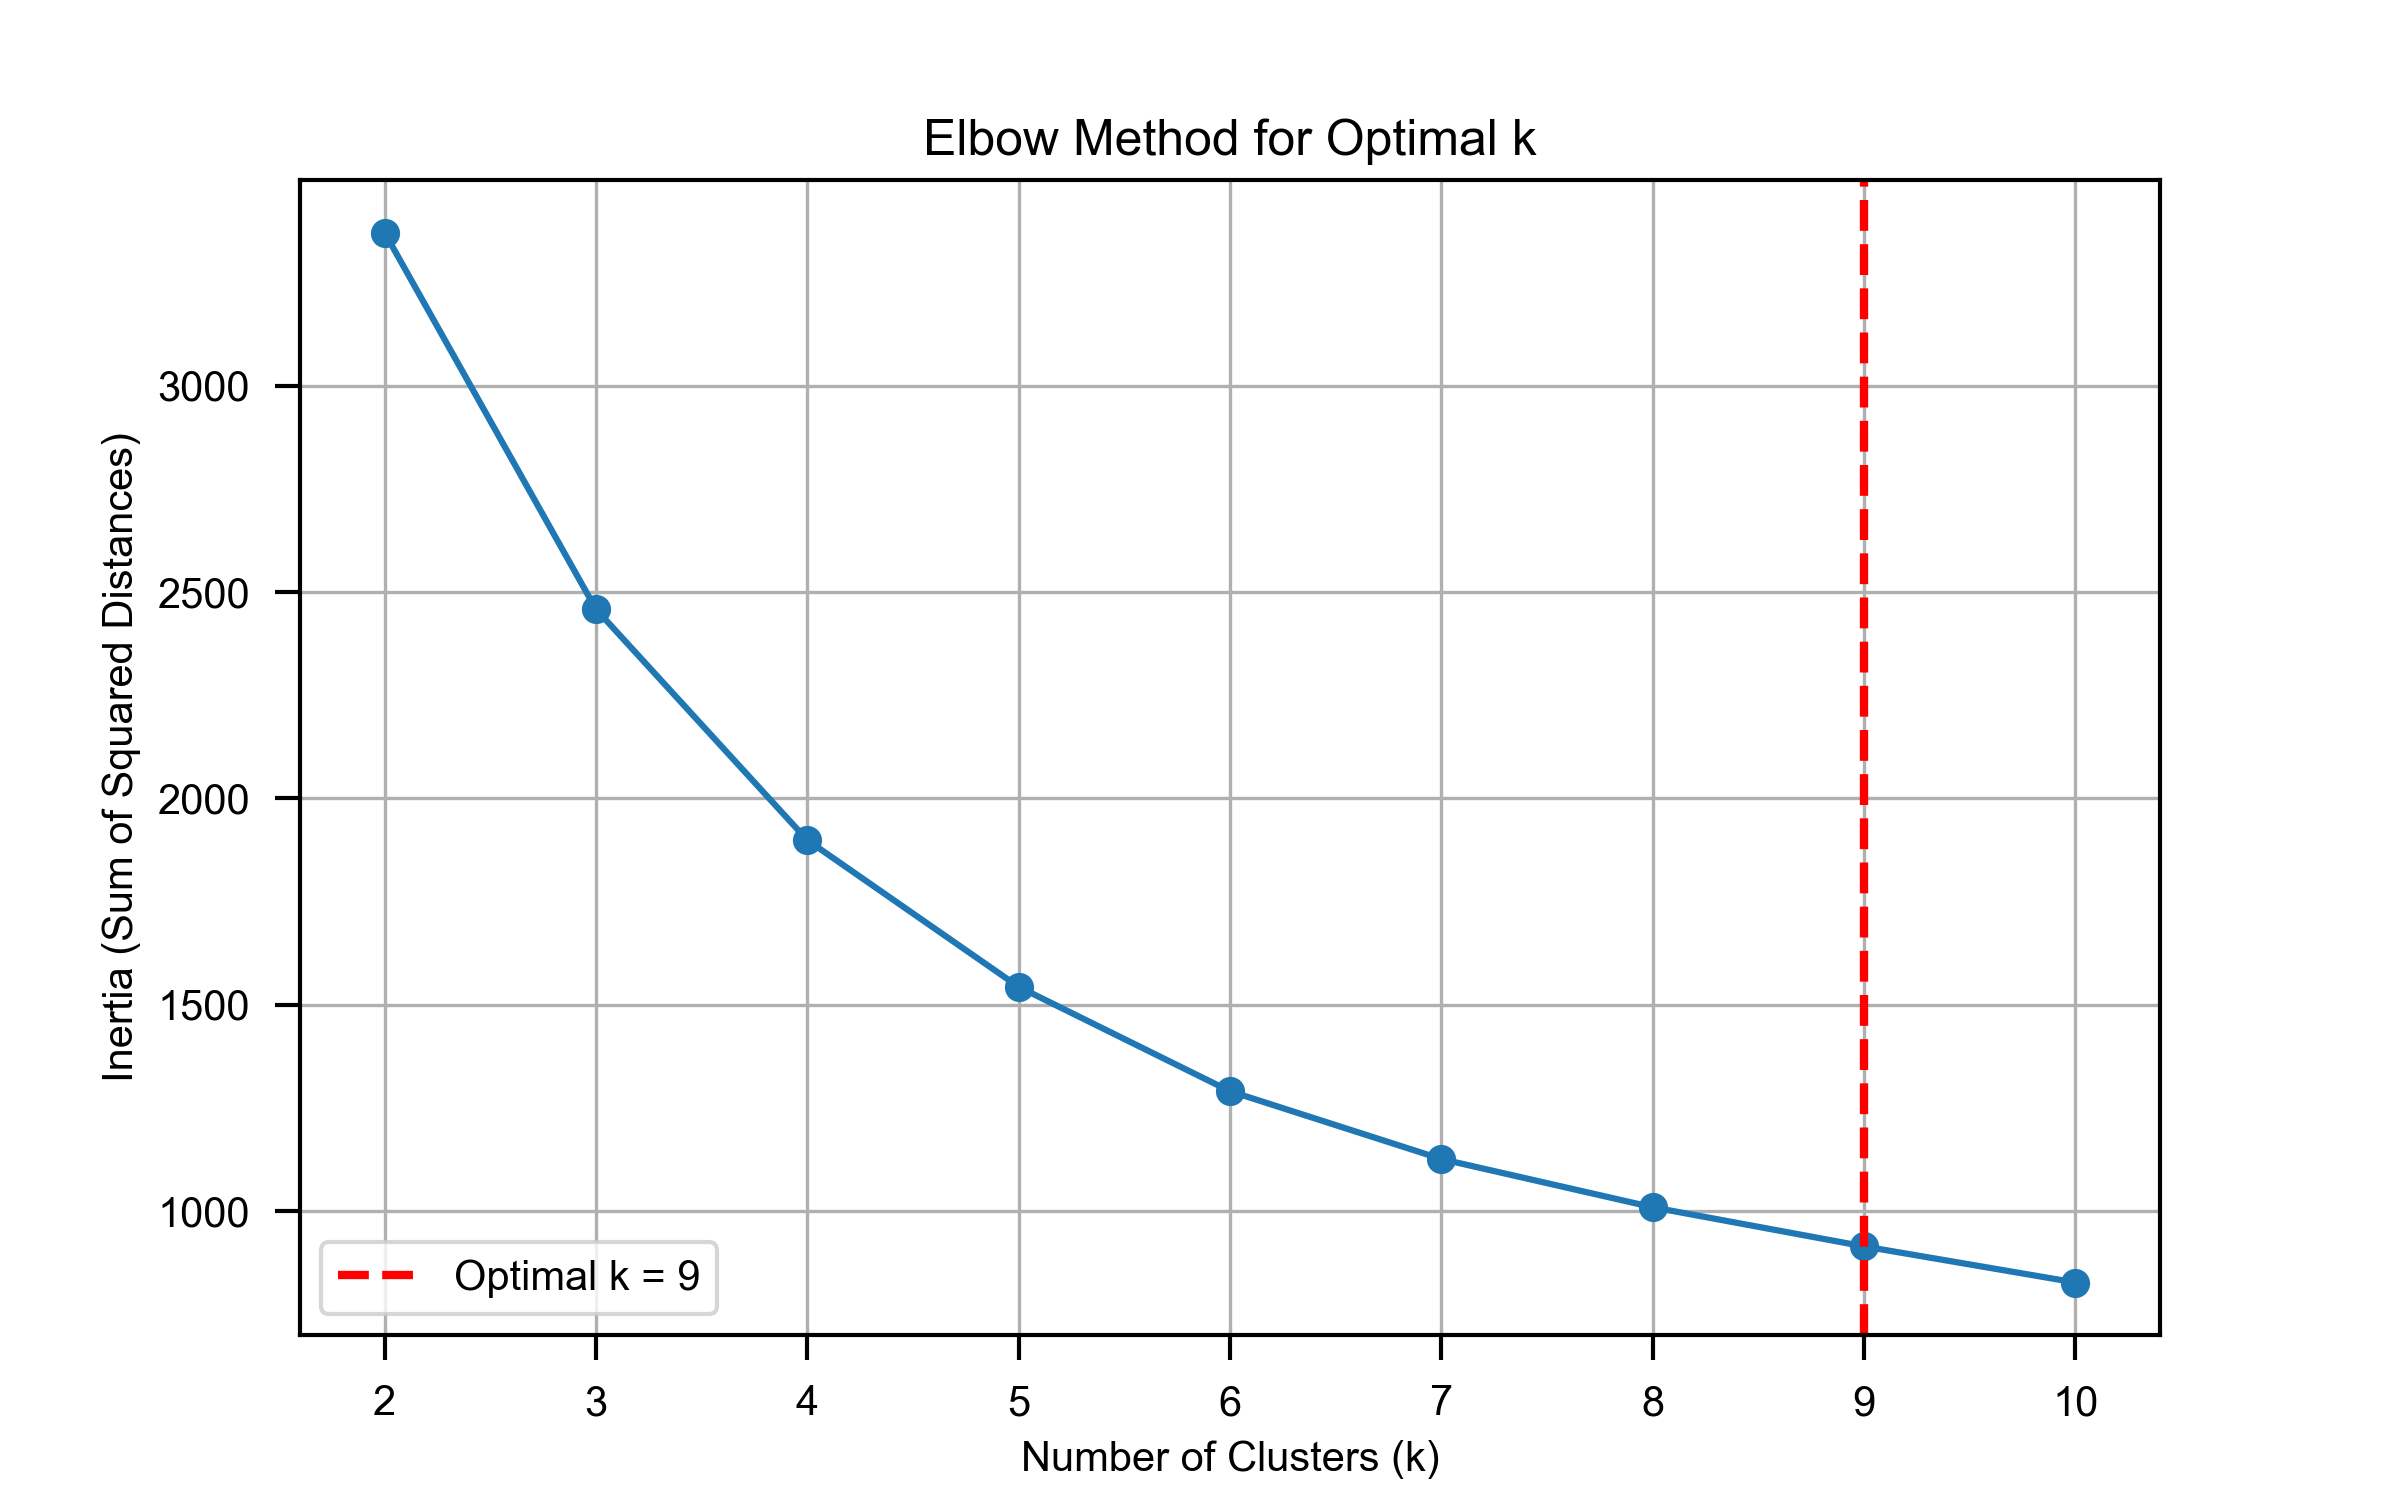 Elbow Method for Optimal k
Inertia (Sum of Squared Distances)
3000
2500
2000
1500
1000
Optimal k = 9
2 3 4 5 6 7 8 9 10
Number of Clusters (k)